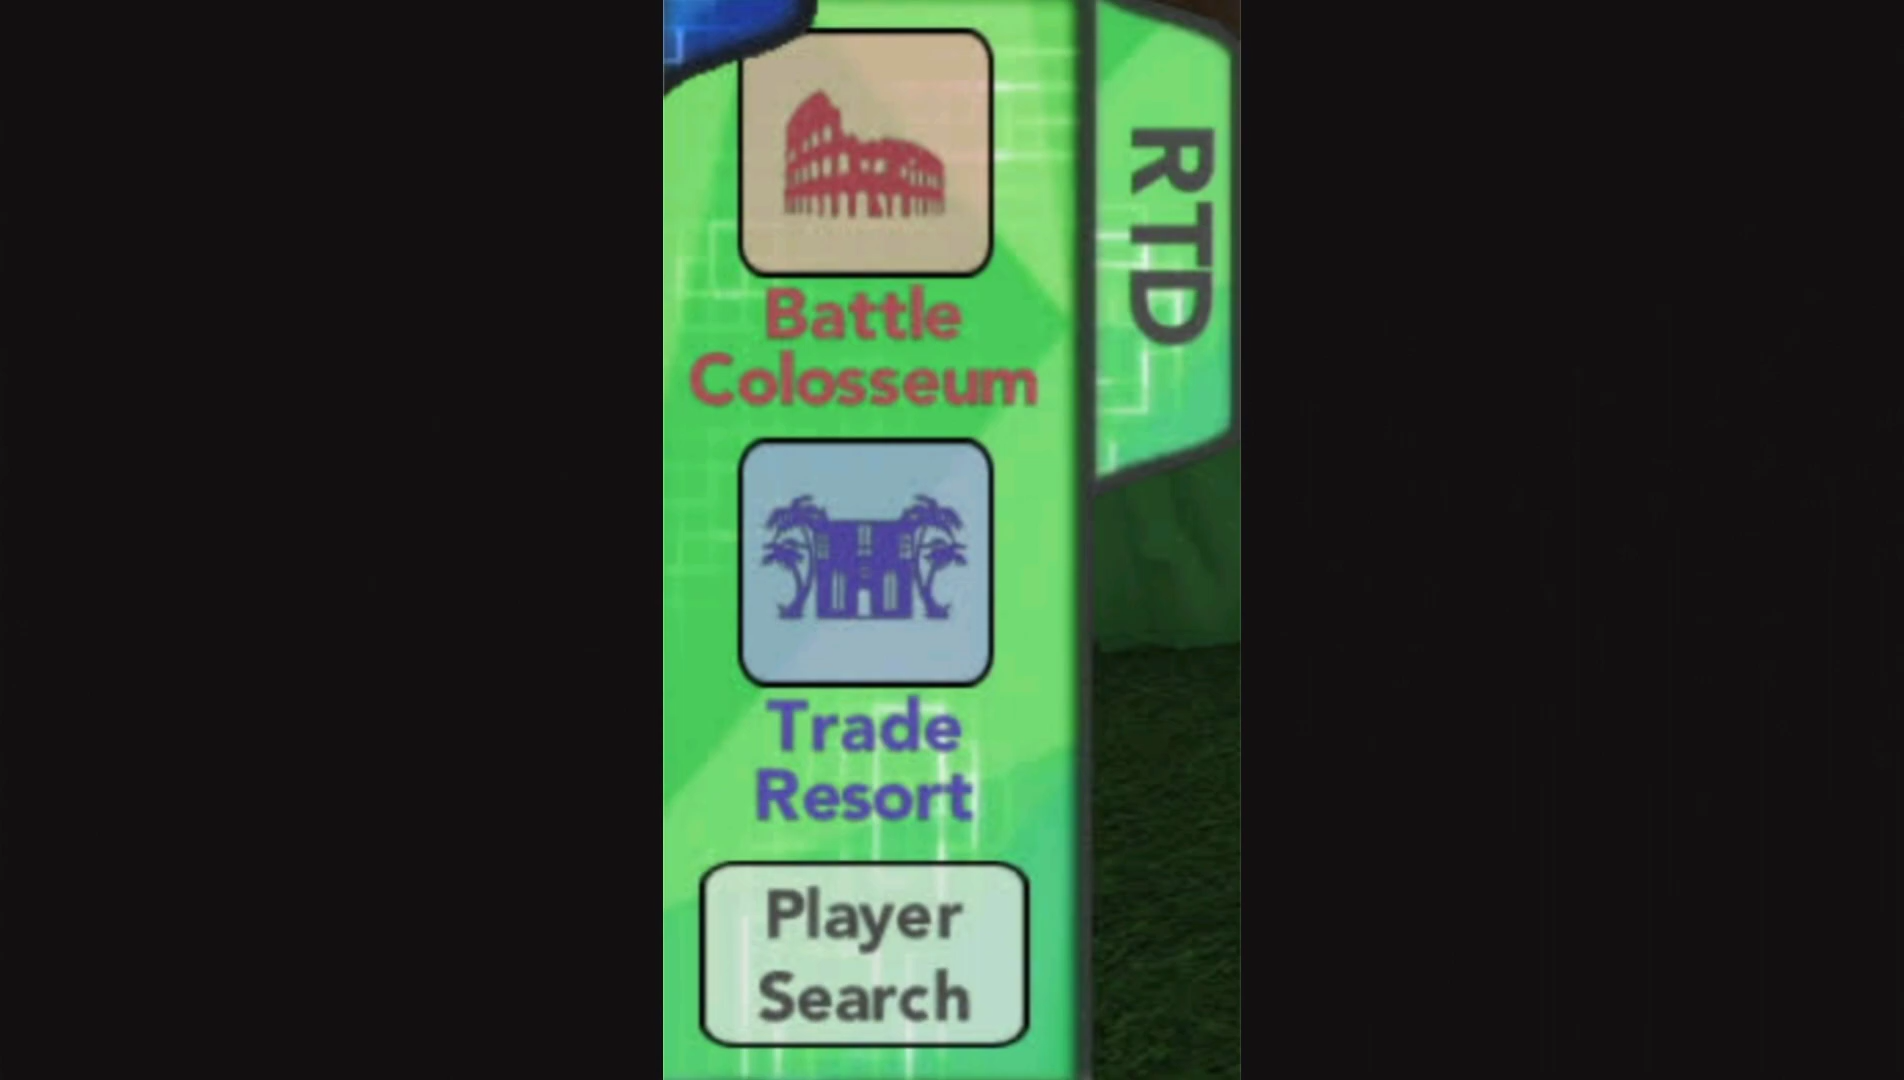 RTD
Battle
Colosseum
Trade
Resort
Player
Search